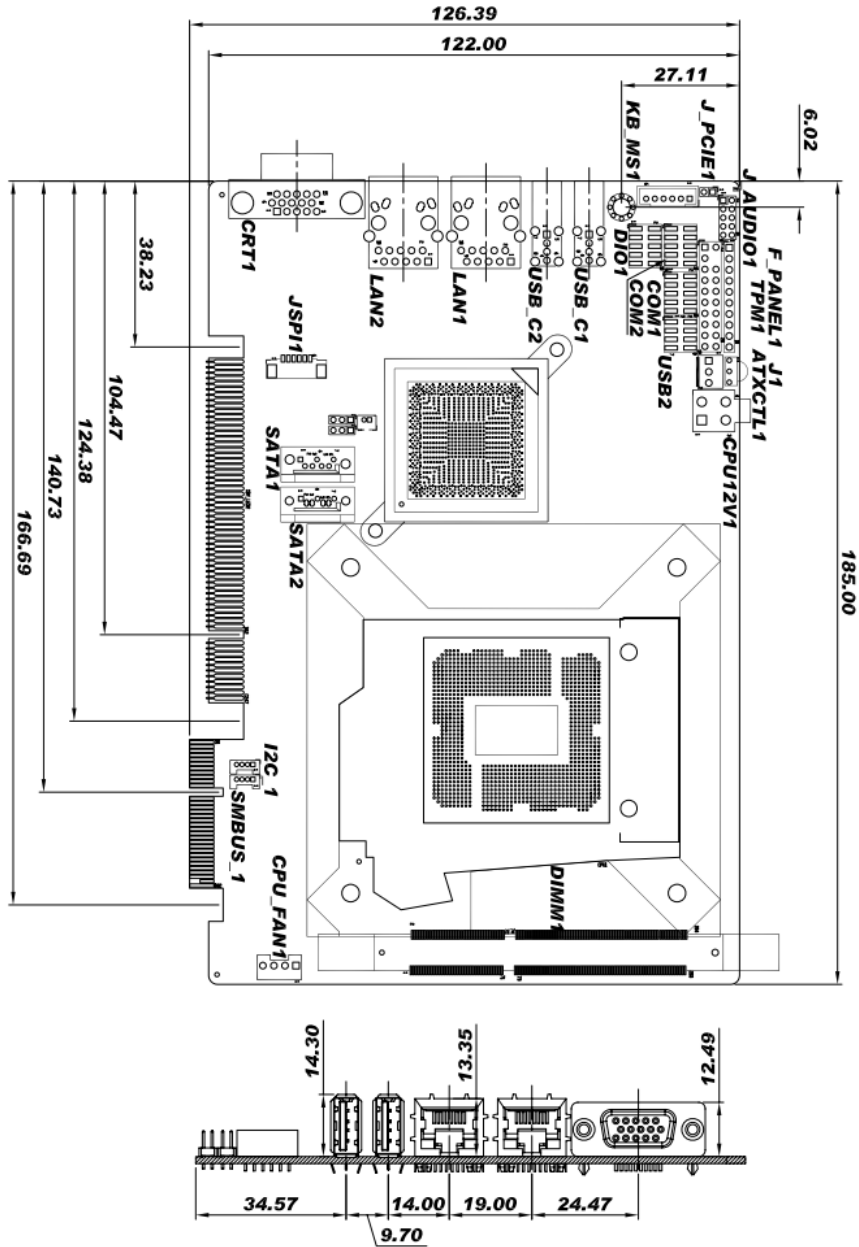 126.39
122.00
27.11
6.02
KB_MS1
J_PCIE1
J_AUDIO1
F_PANEL1
TPM1
J1
ATXCTL1
CPU12V1
DIO1
COM1
COM2
USB2
USB_C1
USB_C2
LAN1
LAN2
CRT1
JSPI1
SATA1
SATA2
38.23
104.47
124.38
140.73
166.69
185.00
I2C_1
SMBUS_1
CPU_FAN1
DIMM1
14.30
13.35
12.49
34.57
14.00
19.00
24.47
9.70